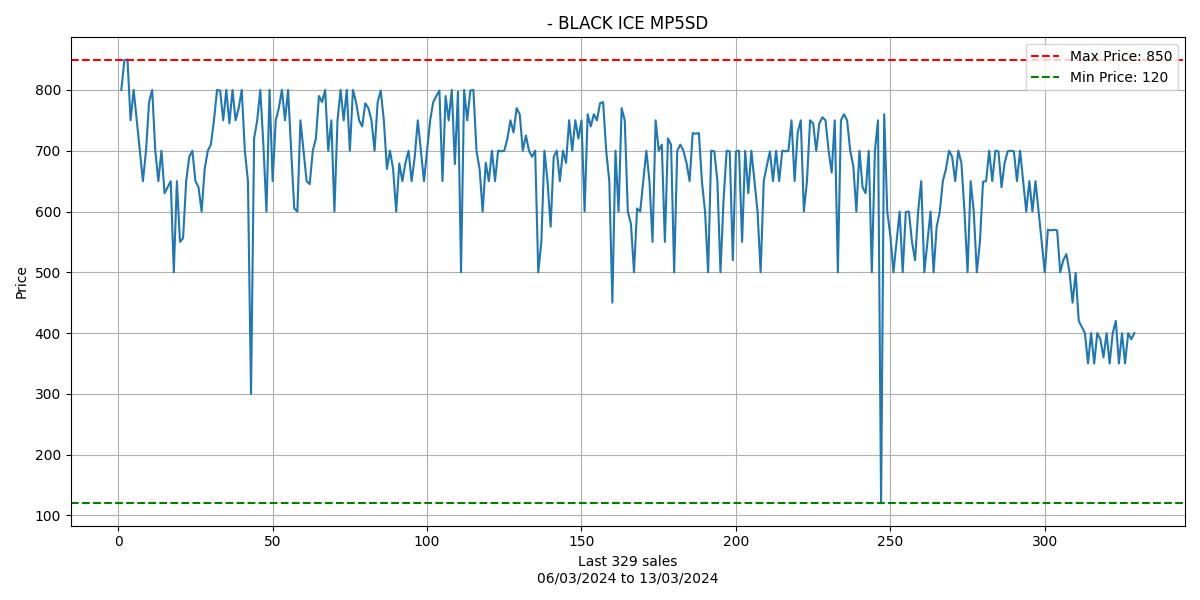 - BLACK ICE MP5SD
Max Price: 850
Min Price: 120
Price
800
700
600
500
400
300
200
100
0
50
100
150
200
250
300
Last 329 sales
06/03/2024 to 13/03/2024